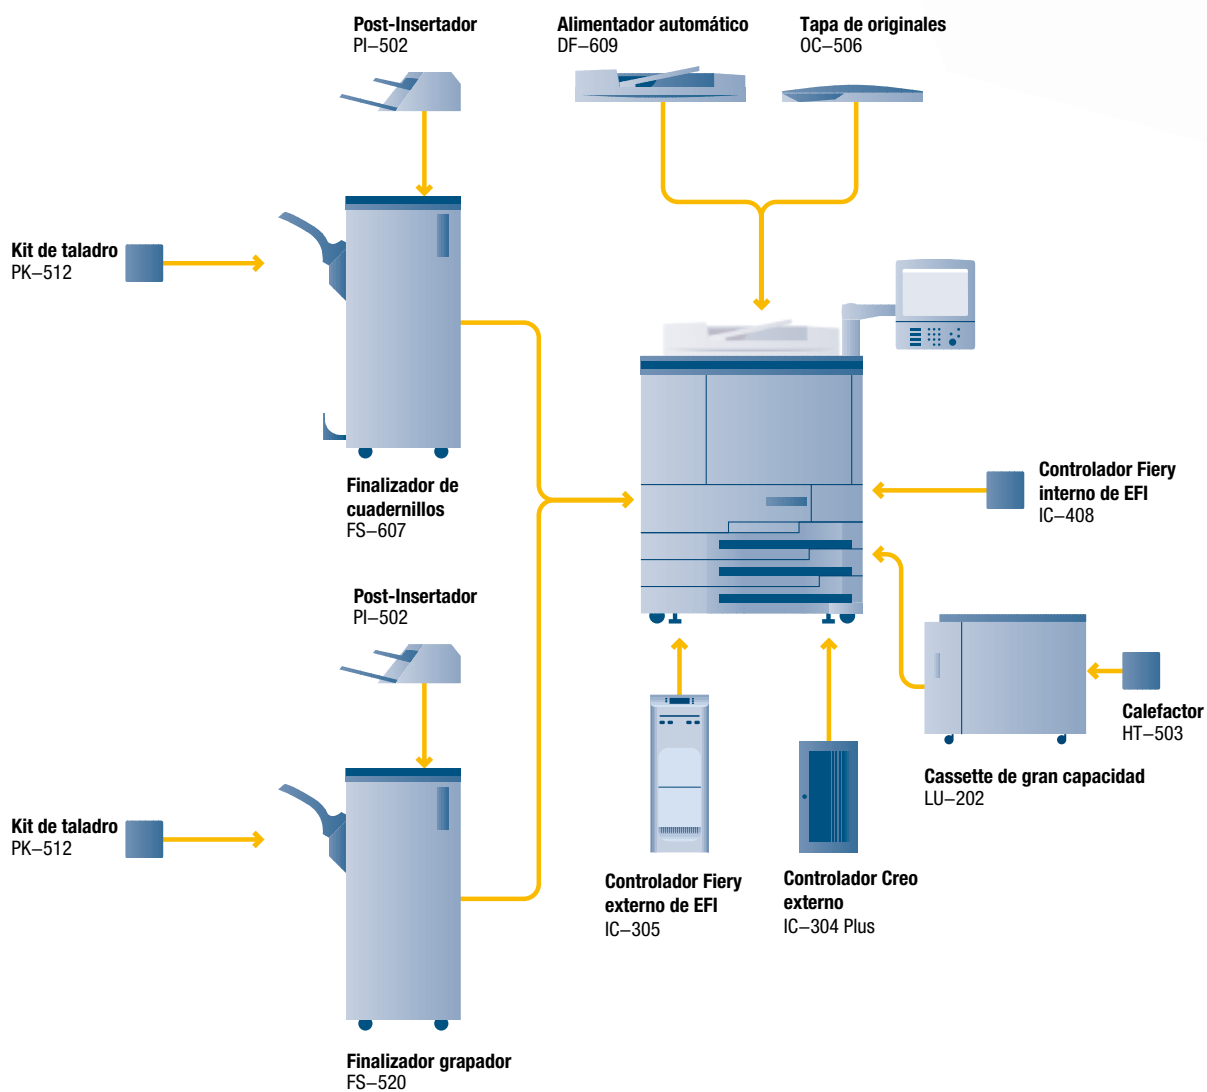 Post-Insertador
PI–502
Alimentador automático
DF–609
Tapa de originales
OC–506
Kit de taladro
PK–512
Finalizador de
cuadernillos
FS–607
Controlador Fiery
interno de EFI
IC–408
Post-Insertador
PI–502
Calefactor
HT–503
Cassette de gran capacidad
LU–202
Kit de taladro
PK–512
Controlador Fiery
externo de EFI
IC–305
Controlador Creo
externo
IC–304 Plus
Finalizador grapador
FS–520